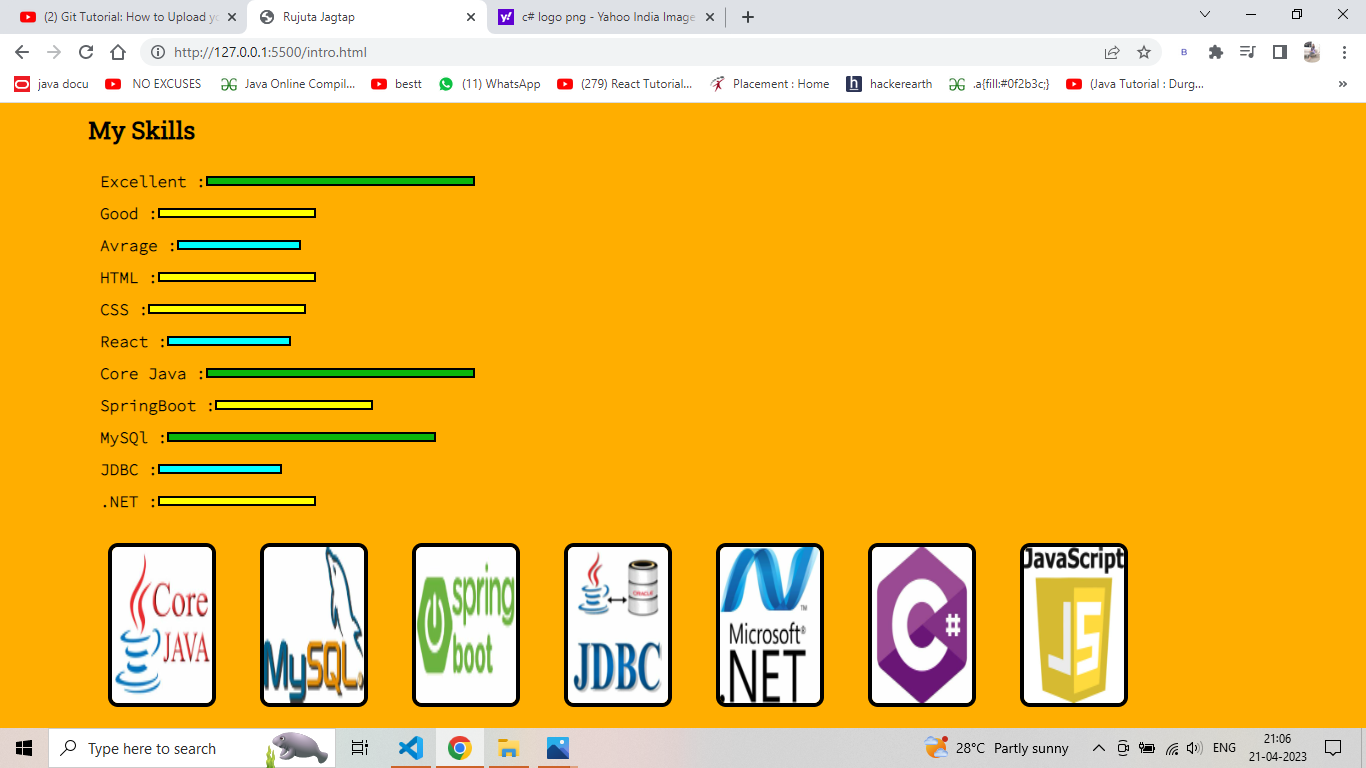 (2) Git Tutorial: How to Upload yo
Rujuta Jagtap
c# logo png - Yahoo India Image
http://127.0.0.1:5500/intro.html
B
java docu
NO EXCUSES
Java Online Compil...
bestt
(11) WhatsApp
(279) React Tutorial...
Placement : Home
h
hackerearth
.a{fill:#0f2b3c;}
(Java Tutorial : Durg...
»
My Skills
Excellent :
Good :
Avrage :
HTML :
CSS :
React :
Core Java :
SpringBoot :
MySQl :
JDBC :
.NET :
Core JAVA
MySQL
spring boot
ORACLE
JDBC
Microsoft® .NET
C#
JavaScript
JS
Type here to search
28°C Partly sunny
ENG
21:06
21-04-2023